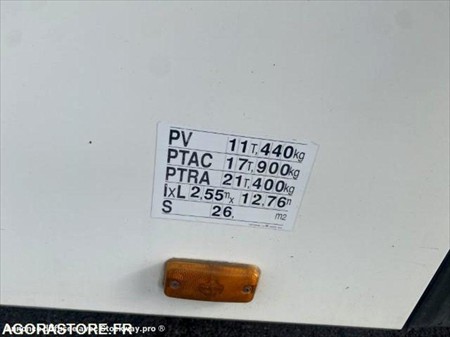 PV 11T,440kg
PTAC 17T,900kg
PTRA 21T,400kg
lxL 2,55m x 12,76m
S 26, m2
AGORASTORE.FR